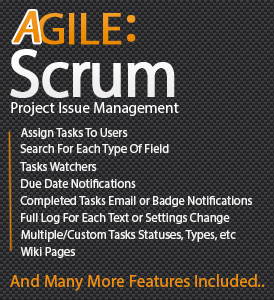 AGILE:
Scrum
Project Issue Management
Assign Tasks To Users
Search For Each Type Of Field
Tasks Watchers
Due Date Notifications
Completed Tasks Email or Badge Notifications
Full Log For Each Text or Settings Change
Multiple/Custom Tasks Statuses, Types, etc
Wiki Pages
And Many More Features Included..